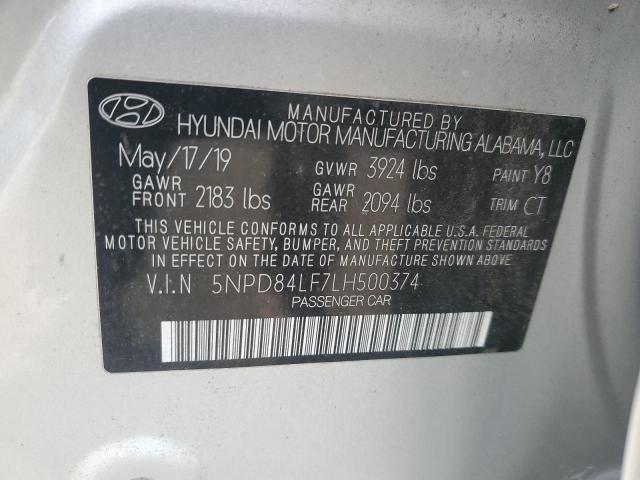 MANUFACTURED BY
HYUNDAI MOTOR MANUFACTURING ALABAMA, LLC
May/17/19 GVWR 3924 lbs PAINT Y8
GAWR FRONT 2183 lbs GAWR REAR 2094 lbs TRIM CT
THIS VEHICLE CONFORMS TO ALL APPLICABLE U.S.A. FEDERAL
MOTOR VEHICLE SAFETY, BUMPER, AND THEFT PREVENTION STANDARDS
IN EFFECT ON THE DATE OF MANUFACTURE SHOWN ABOVE.
V.I.N 5NPD84LF7LH500374
PASSENGER CAR